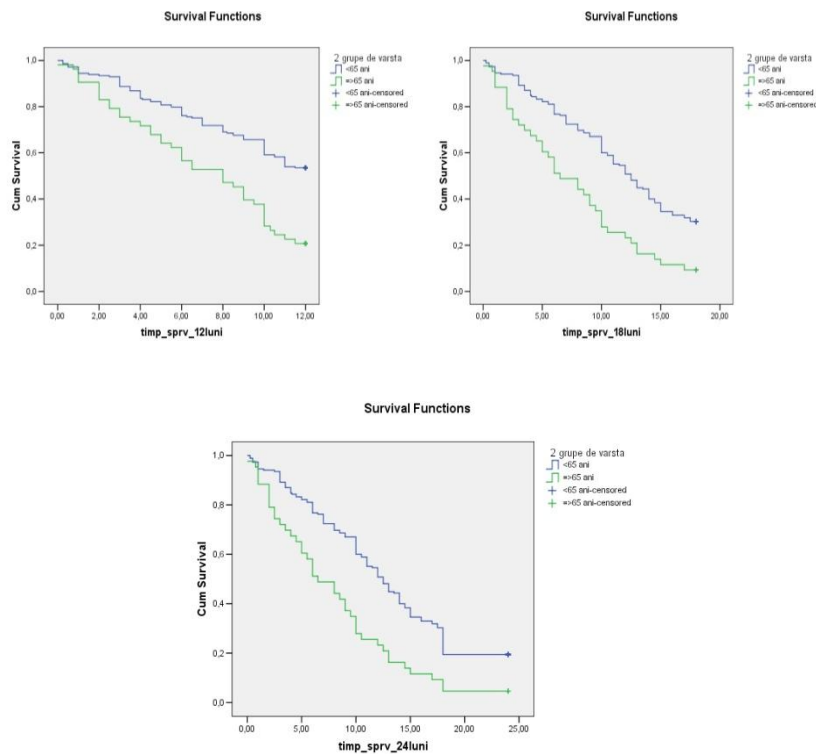 Survival Functions
2 grupe de varsta
<65 ani
=>65 ani
<65 ani-censored
=>65 ani-censored
Cum Survival
1,0
0,8
0,6
0,4
0,2
0,0
0,00 2,00 4,00 6,00 8,00 10,00 12,00
timp_sprv_12luni
Survival Functions
2 grupe de varsta
<65 ani
=>65 ani
<65 ani-censored
=>65 ani-censored
Cum Survival
1,0
0,8
0,6
0,4
0,2
0,0
0,00 5,00 10,00 15,00 20,00
timp_sprv_18luni
Survival Functions
2 grupe de varsta
<65 ani
=>65 ani
<65 ani-censored
=>65 ani-censored
Cum Survival
1,0
0,8
0,6
0,4
0,2
0,0
0,00 5,00 10,00 15,00 20,00 25,00
timp_sprv_24luni